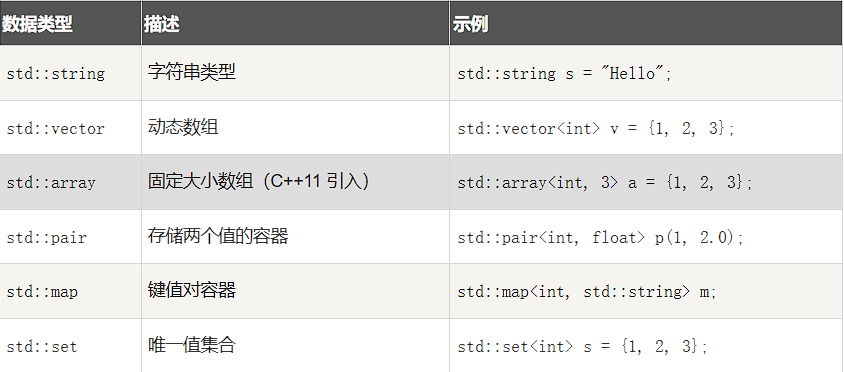 数据类型 描述 示例
std::string 字符串类型 std::string s = "Hello";
std::vector 动态数组 std::vector<int> v = {1, 2, 3};
std::array 固定大小数组（C++11 引入） std::array<int, 3> a = {1, 2, 3};
std::pair 存储两个值的容器 std::pair<int, float> p(1, 2.0);
std::map 键值对容器 std::map<int, std::string> m;
std::set 唯一值集合 std::set<int> s = {1, 2, 3};